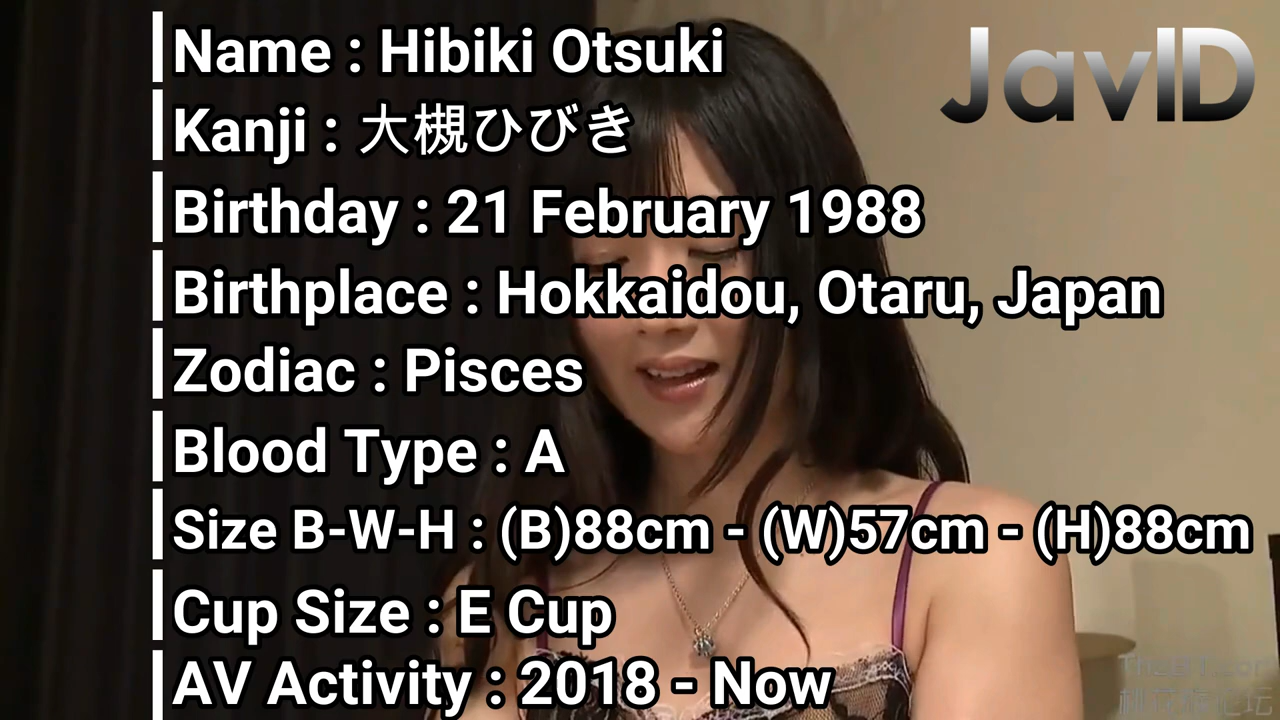 Name : Hibiki Otsuki
JavID
Kanji : 大槻ひびき
Birthday : 21 February 1988
Birthplace : Hokkaidou, Otaru, Japan
Zodiac : Pisces
Blood Type : A
Size B-W-H : (B)88cm - (W)57cm - (H)88cm
Cup Size : E Cup
AV Activity : 2018 - Now